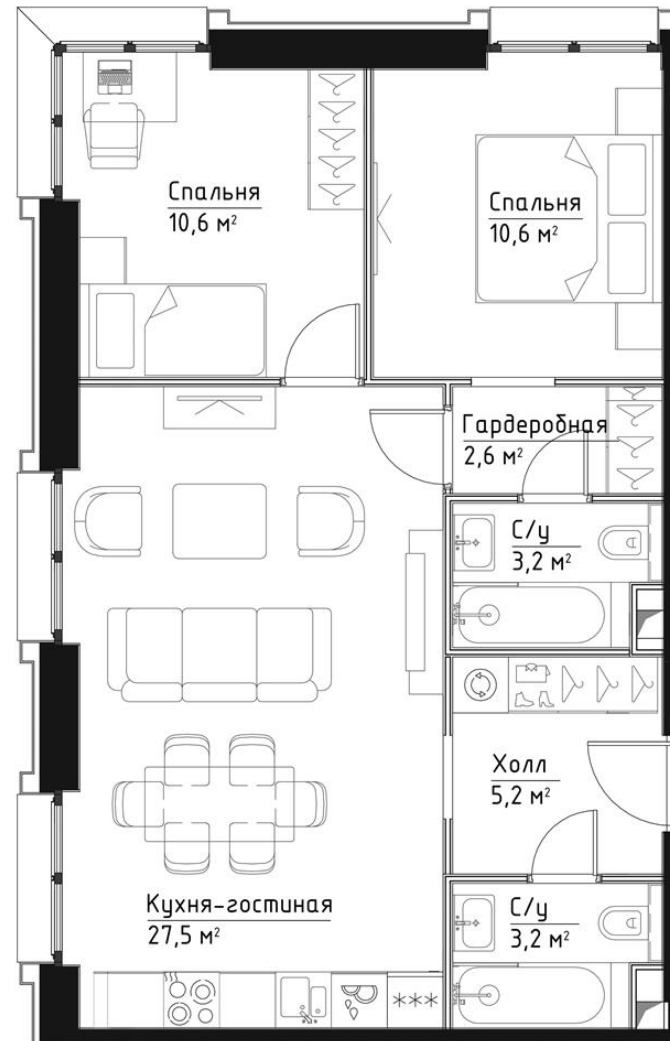 Спальня
10,6 м²
Спальня
10,6 м²
Гардеробная
2,6 м²
С/у
3,2 м²
Холл
5,2 м²
Кухня-гостиная
27,5 м²
С/у
3,2 м²
***